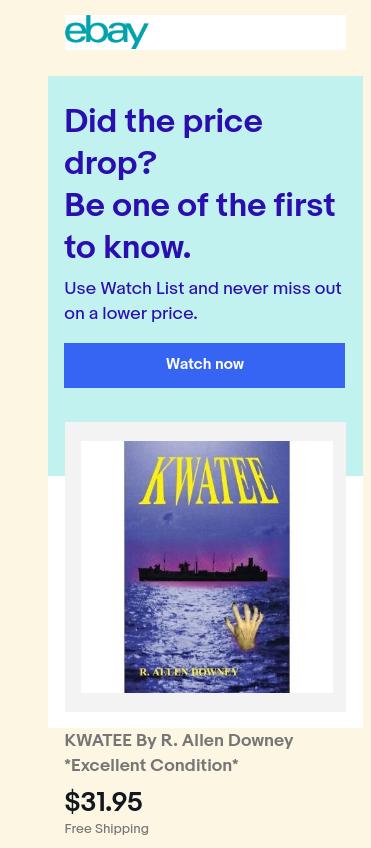 ebay
Did the price
drop?
Be one of the first
to know.
Use Watch List and never miss out
on a lower price.
Watch now
KWATEE
R. ALLEN DOWNEY
KWATEE By R. Allen Downey
*Excellent Condition*
$31.95
Free Shipping